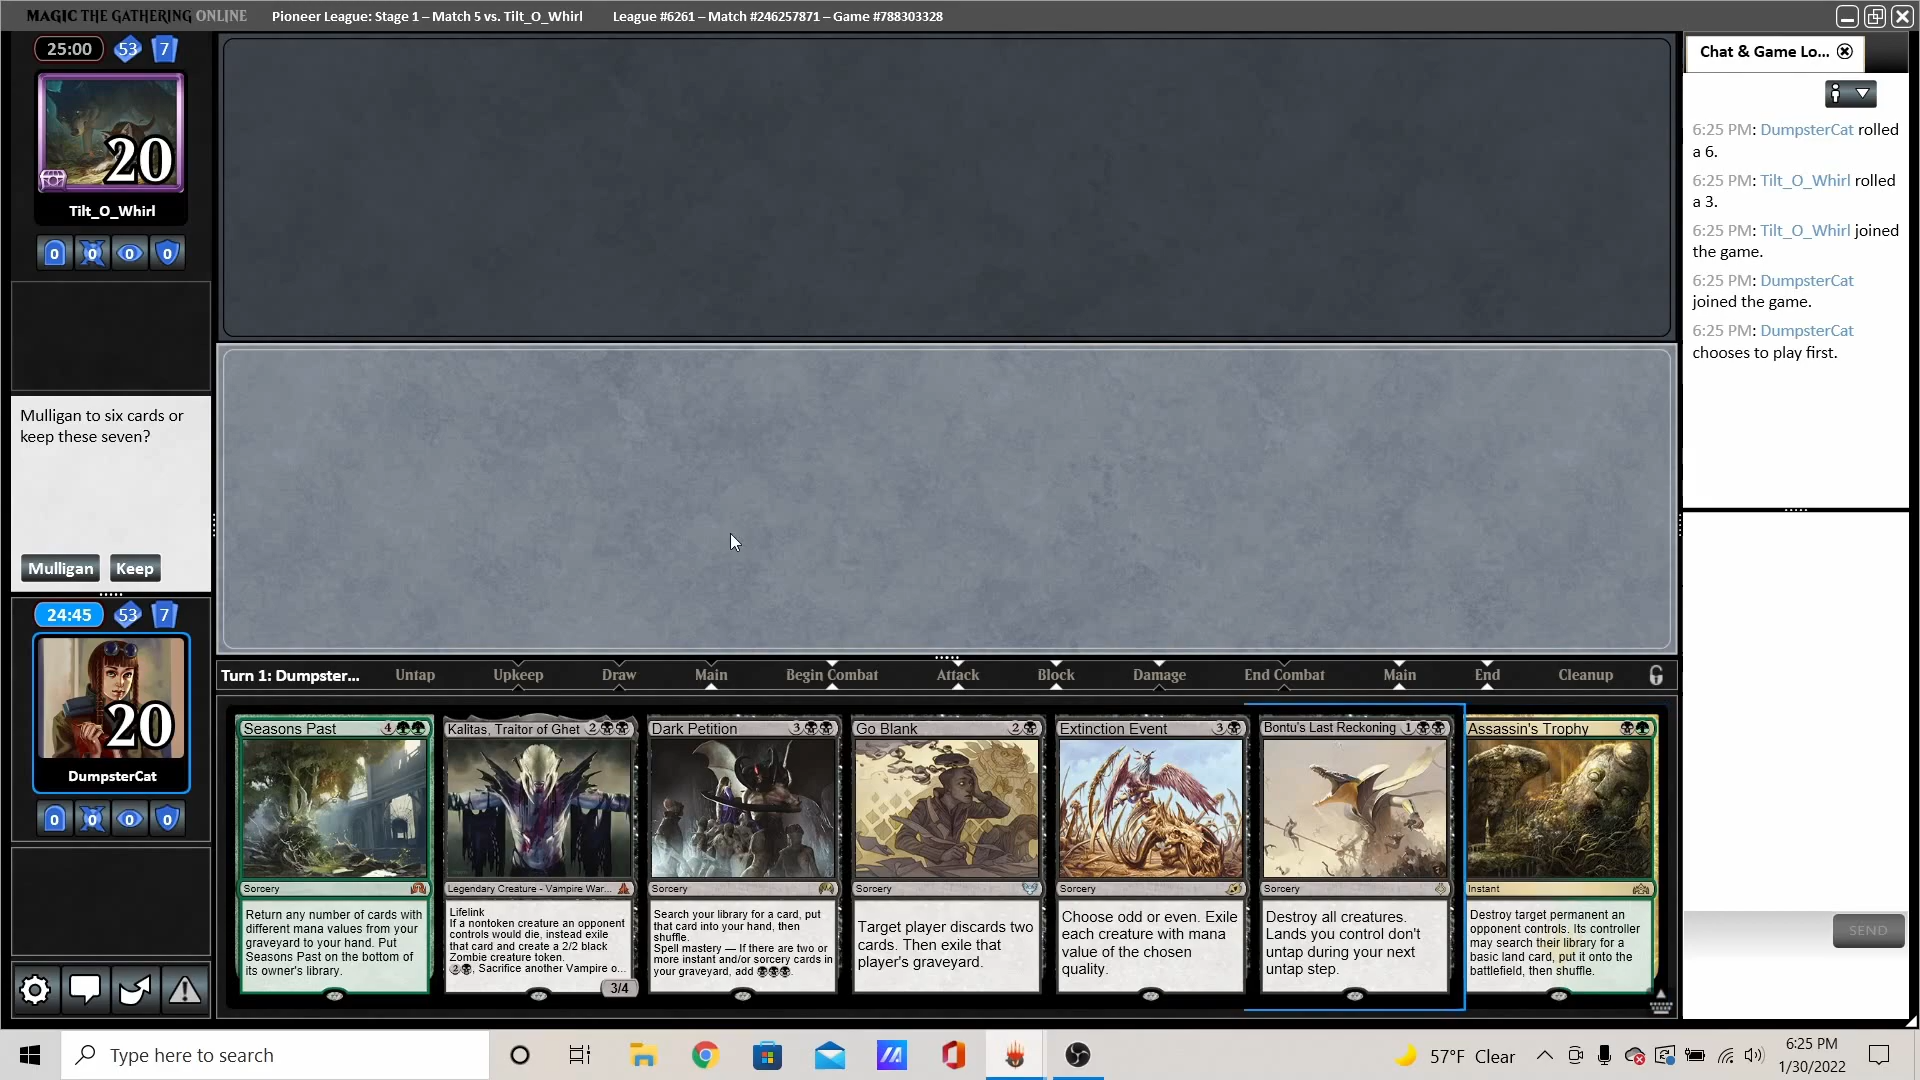 MAGIC THE GATHERING ONLINE
Pioneer League: Stage 1 – Match 5 vs. Tilt_O_Whirl
League #6261 – Match #246257871 – Game #788303328
25:00
53
7
20
Tilt_O_Whirl
0
0
0
0
Mulligan to six cards or
keep these seven?
Mulligan
Keep
24:45
53
7
20
DumpsterCat
0
0
0
0
Turn 1: Dumpster...
Untap
Upkeep
Draw
Main
Begin Combat
Attack
Block
Damage
End Combat
Main
End
Cleanup
Seasons Past
4
Sorcery
Return any number of cards with
different mana values from your
graveyard to your hand. Put
Seasons Past on the bottom of
its owner's library.
Kalitas, Traitor of Ghet
2
Legendary Creature - Vampire War...
Lifelink
If a nontoken creature an opponent
controls would die, instead exile
that card and create a 2/2 black
Zombie creature token.
2, Sacrifice another Vampire o...
3/4
Dark Petition
3
Sorcery
Search your library for a card, put
that card into your hand, then
shuffle.
Spell mastery — If there are two or
more instant and/or sorcery cards in
your graveyard, add
Go Blank
2
Sorcery
Target player discards two
cards. Then exile that
player's graveyard.
Extinction Event
3
Sorcery
Choose odd or even. Exile
each creature with mana
value of the chosen
quality.
Bontu's Last Reckoning
1
Sorcery
Destroy all creatures.
Lands you control don't
untap during your next
untap step.
Assassin's Trophy
Instant
Destroy target permanent an
opponent controls. Its controller
may search their library for a
basic land card, put it onto the
battlefield, then shuffle.
Chat & Game Lo...
6:25 PM: DumpsterCat rolled
a 6.
6:25 PM: Tilt_O_Whirl rolled
a 3.
6:25 PM: Tilt_O_Whirl joined
the game.
6:25 PM: DumpsterCat
joined the game.
6:25 PM: DumpsterCat
chooses to play first.
SEND
Type here to search
57°F Clear
6:25 PM
1/30/2022